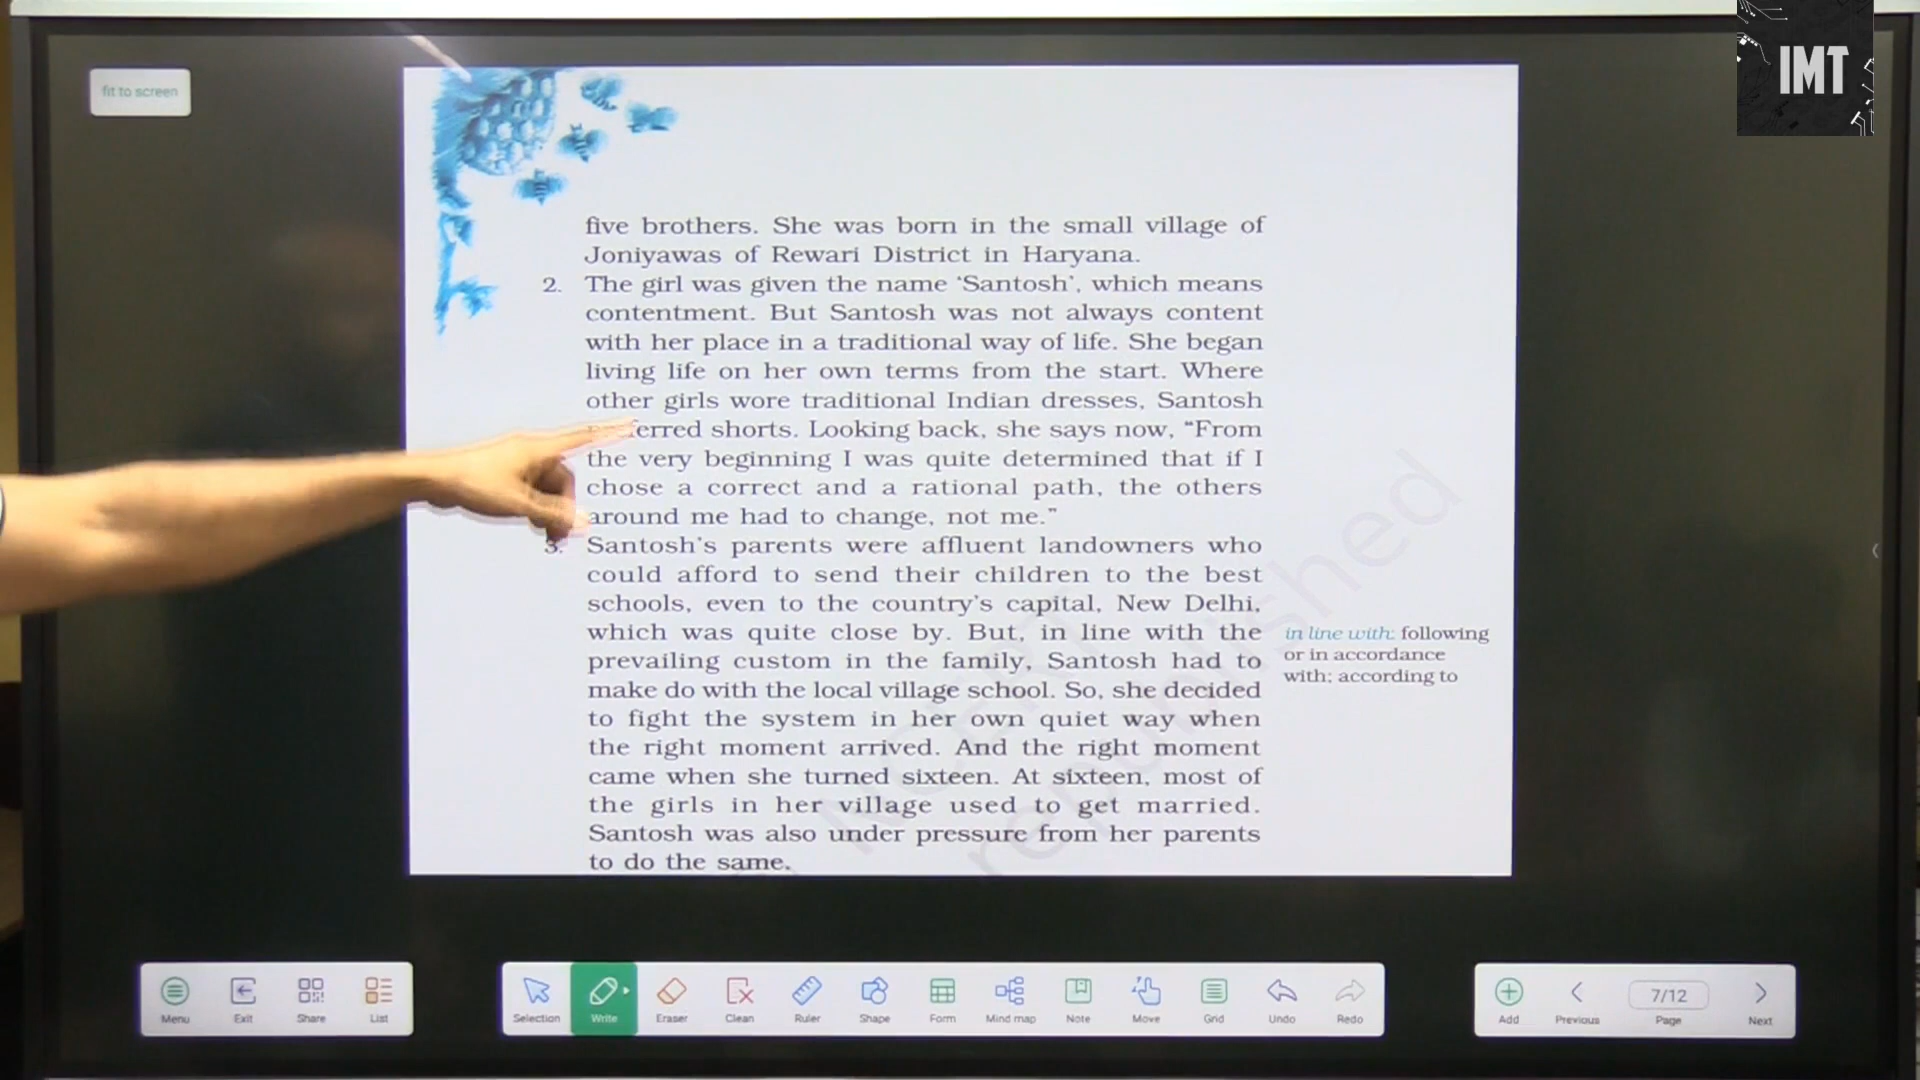 IMT
fit to screen
five brothers. She was born in the small village of
Joniyawas of Rewari District in Haryana.
2. The girl was given the name ‘Santosh’, which means
contentment. But Santosh was not always content
with her place in a traditional way of life. She began
living life on her own terms from the start. Where
other girls wore traditional Indian dresses, Santosh
shorts. Looking back, she says now, “From
the very beginning I was quite determined that if I
chose a correct and a rational path, the others
around me had to change, not me.”
3. Santosh’s parents were affluent landowners who
could afford to send their children to the best
schools, even to the country’s capital, New Delhi,
which was quite close by. But, in line with the
prevailing custom in the family, Santosh had to
make do with the local village school. So, she decided
to fight the system in her own quiet way when
the right moment arrived. And the right moment
came when she turned sixteen. At sixteen, most of
the girls in her village used to get married.
Santosh was also under pressure from her parents
to do the same.
in line with: following
or in accordance
with; according to
republished
Menu Exit Share List
Selection Write Eraser Clean Ruler Shape Form Mind map Note Move Grid Undo Redo
Add Previous 7/12 Page Next